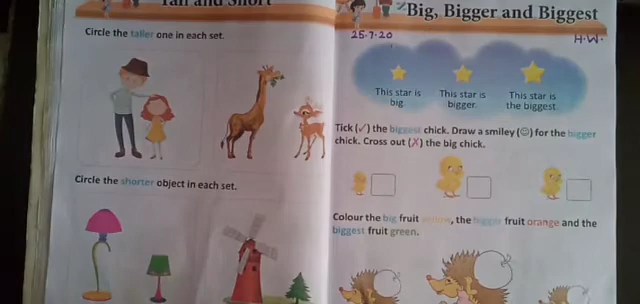 Tall and Short
Circle the taller one in each set.
Circle the shorter object in each set.
Big, Bigger and Biggest
25.7.20
H.W.
This star is
big.
This star is
bigger.
This star is
the biggest.
Tick (✓) the biggest chick. Draw a smiley (☺) for the bigger
chick. Cross out (✗) the big chick.
Colour the big fruit yellow, the bigger fruit orange and the
biggest fruit green.